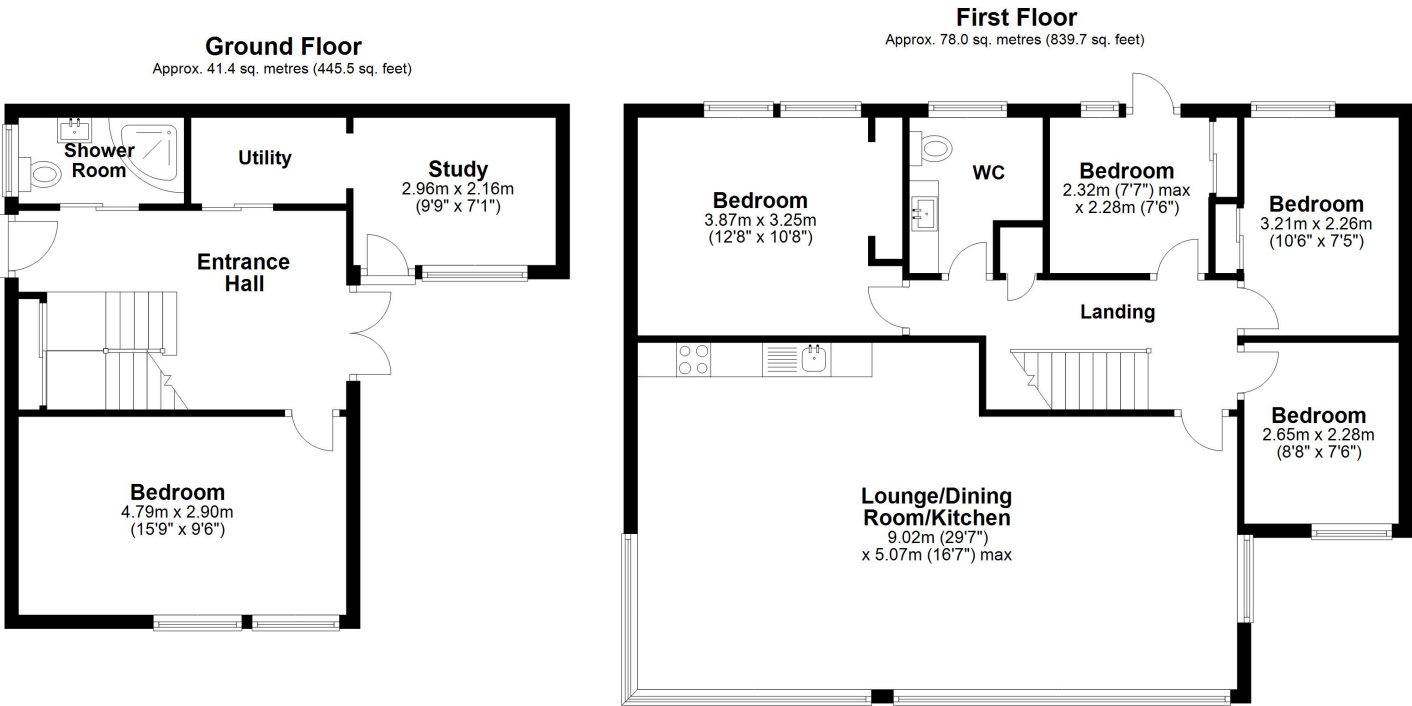 Ground Floor
Approx. 41.4 sq. metres (445.5 sq. feet)
Shower
Room
Utility
Study
2.96m x 2.16m
(9'9" x 7'1")
Entrance
Hall
Bedroom
4.79m x 2.90m
(15'9" x 9'6")
First Floor
Approx. 78.0 sq. metres (839.7 sq. feet)
Bedroom
3.87m x 3.25m
(12'8" x 10'8")
WC
Bedroom
2.32m (7'7") max
x 2.28m (7'6")
Bedroom
3.21m x 2.26m
(10'6" x 7'5")
Landing
Bedroom
2.65m x 2.28m
(8'8" x 7'6")
Lounge/Dining
Room/Kitchen
9.02m (29'7")
x 5.07m (16'7") max